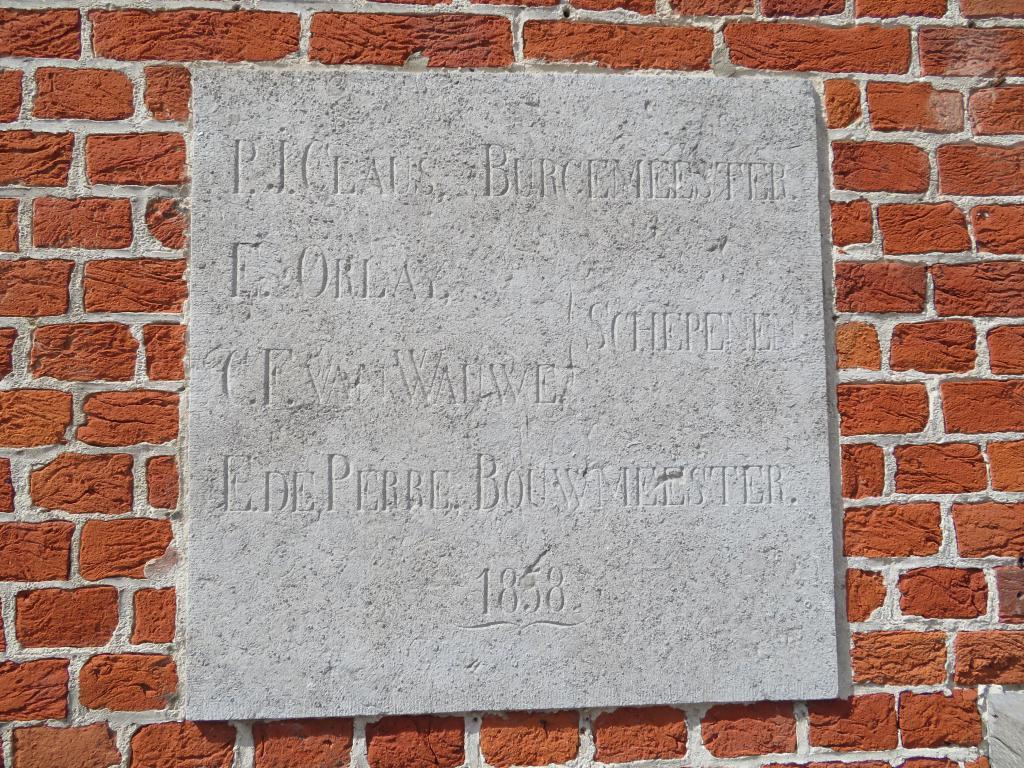 P. J. CLAUS, BURGEMEESTER.
E. ORLAY,
SCHEPENEN
C. F. VAN WAUWE,
E. DE PERRE, BOUWMEESTER.
1858